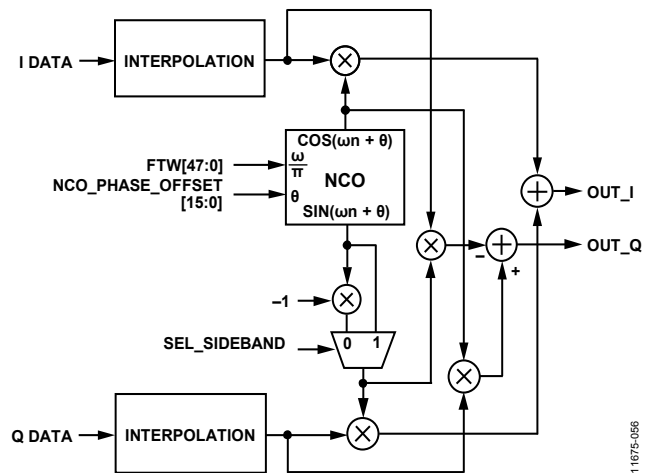 I DATA
INTERPOLATION
COS(ωn + θ)
FTW[47:0]
ω
π
NCO_PHASE_OFFSET
[15:0]
θ
NCO
SIN(ωn + θ)
OUT_I
OUT_Q
–
+
–1
SEL_SIDEBAND
0 1
Q DATA
INTERPOLATION
11675-056